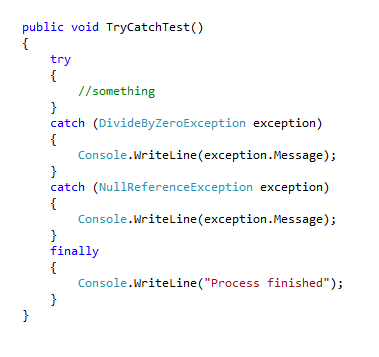 public void TryCatchTest()
{
    try
    {
        //something
    }
    catch (DivideByZeroException exception)
    {
        Console.WriteLine(exception.Message);
    }
    catch (NullReferenceException exception)
    {
        Console.WriteLine(exception.Message);
    }
    finally
    {
        Console.WriteLine("Process finished");
    }
}